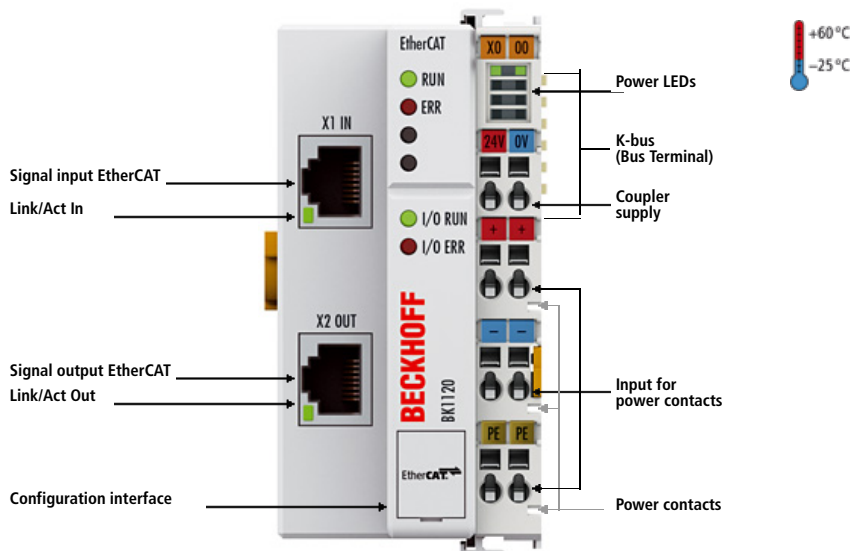 EtherCAT
X0 00
RUN
ERR
X1 IN
24V 0V
I/O RUN
I/O ERR
+ +
X2 OUT
− −
BECKHOFF
BK1120
PE PE
EtherCAT.
Signal input EtherCAT
Link/Act In
Signal output EtherCAT
Link/Act Out
Configuration interface
Power LEDs
K-bus
(Bus Terminal)
Coupler
supply
Input for
power contacts
Power contacts
+60°C
−25°C